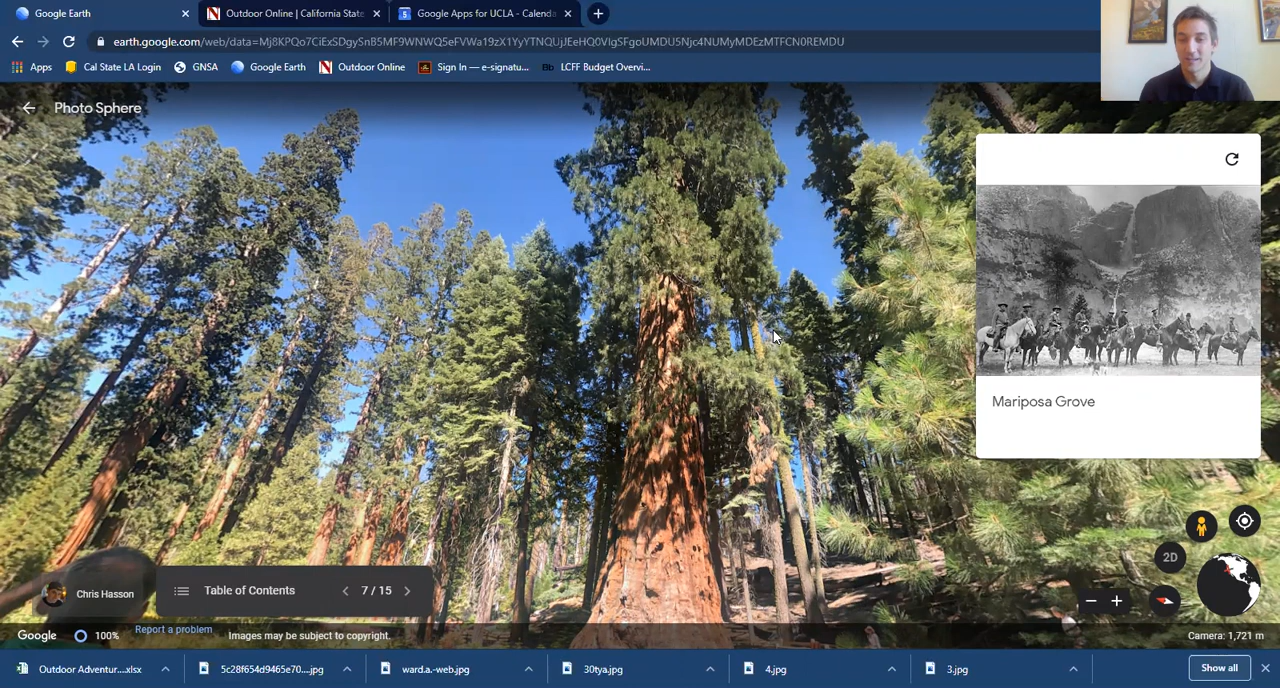 Google Earth
Outdoor Online | California State
Google Apps for UCLA - Calenda
earth.google.com/web/data=Mj8KPQo7CiExSDgySnB5MF9WNWQ5eFVWa19zX1YyYTNQUjJEeHQ0VlgSFgoUMDU5Njc4NUMyMDEzMTFCN0REMDU
Apps
Cal State LA Login
GNSA
Google Earth
Outdoor Online
Sign In — e-signatu...
Bb LCFF Budget Overvi...
Photo Sphere
Mariposa Grove
2D
Chris Hasson
Table of Contents
7 / 15
Google
100%
Report a problem
Images may be subject to copyright.
Camera: 1,721 m
Outdoor Adventur....xlsx
5c28f654d9465e70....jpg
ward.a.-web.jpg
30tya.jpg
4.jpg
3.jpg
Show all